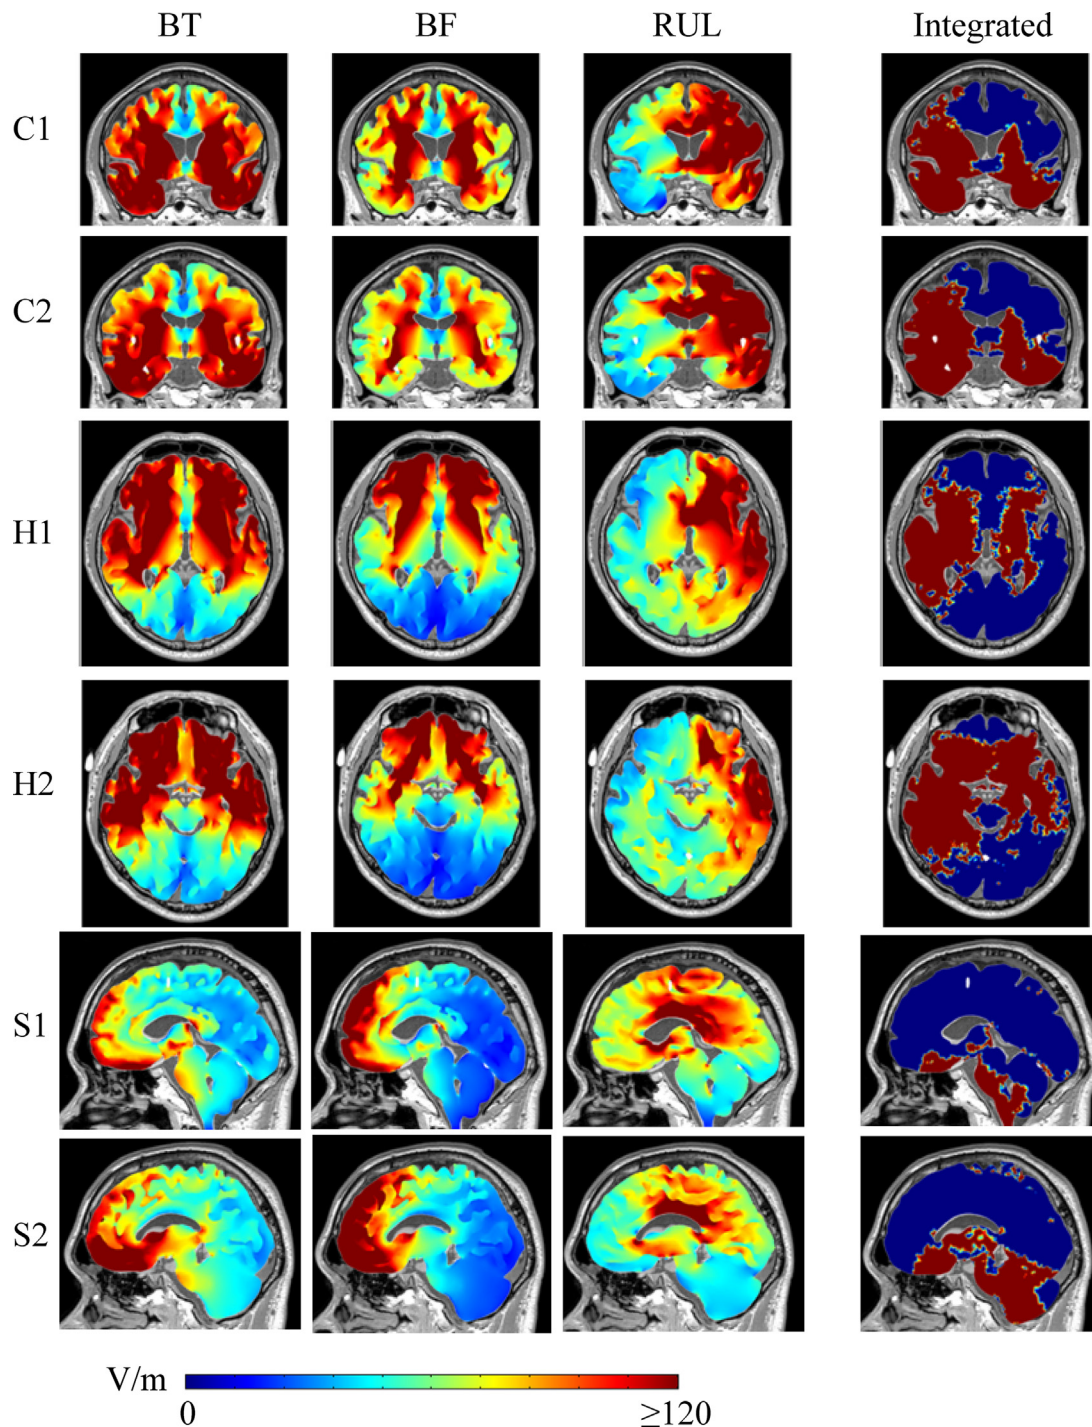 BT BF RUL Integrated
C1
C2
H1
H2
S1
S2
V/m
0 ≥120